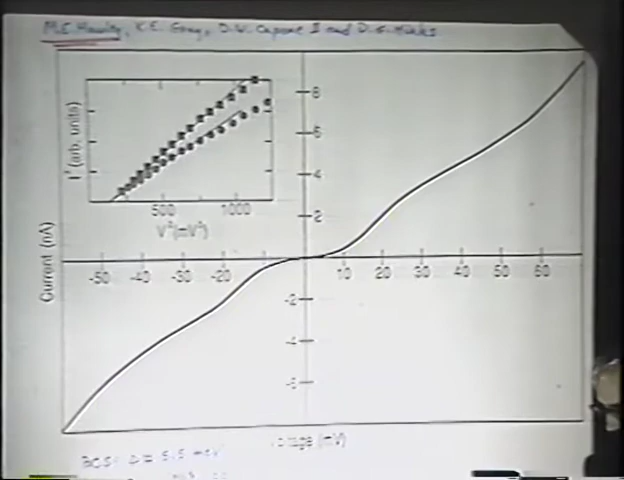 M.E. Hawley, K.E. Gray, D.W. Capone II and D.G. Hinks
I² (arb. units)
500 1000
V² (mV²)
8
6
4
2
Current (nA)
-50 -40 -30 -20 10 20 30 40 50 60
-2
-4
-6
(mV)
BCS: Δ = 5.5 meV